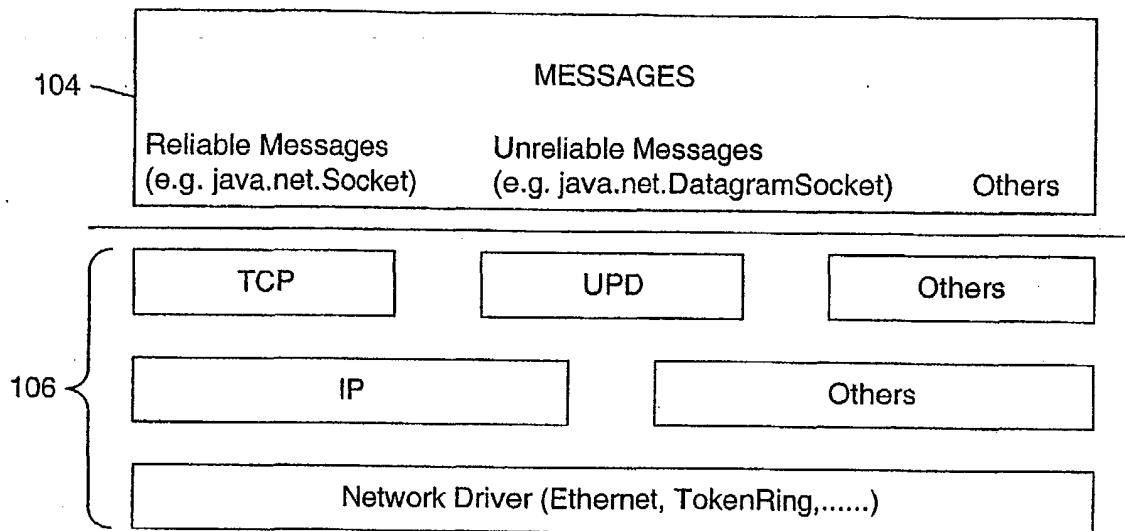 104
MESSAGES
Reliable Messages
(e.g. java.net.Socket)
Unreliable Messages
(e.g. java.net.DatagramSocket)
Others
106
TCP
UPD
Others
IP
Others
Network Driver (Ethernet, TokenRing,......)